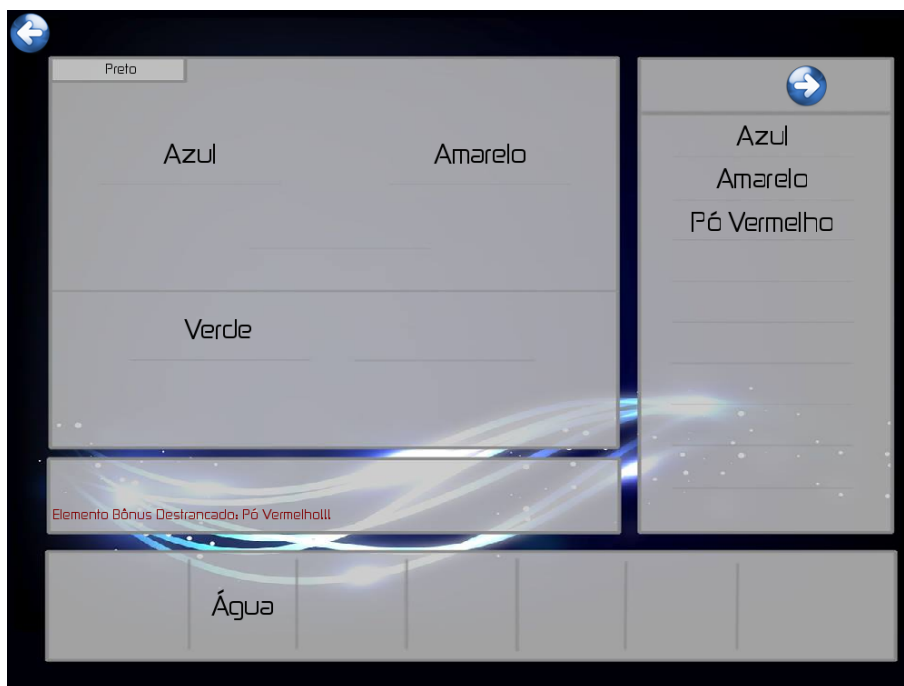 Preto
Azul
Amarelo
Verde
Elemento Bônus Destrancado: Pó Vermelho!!!
Azul
Amarelo
Pó Vermelho
Água